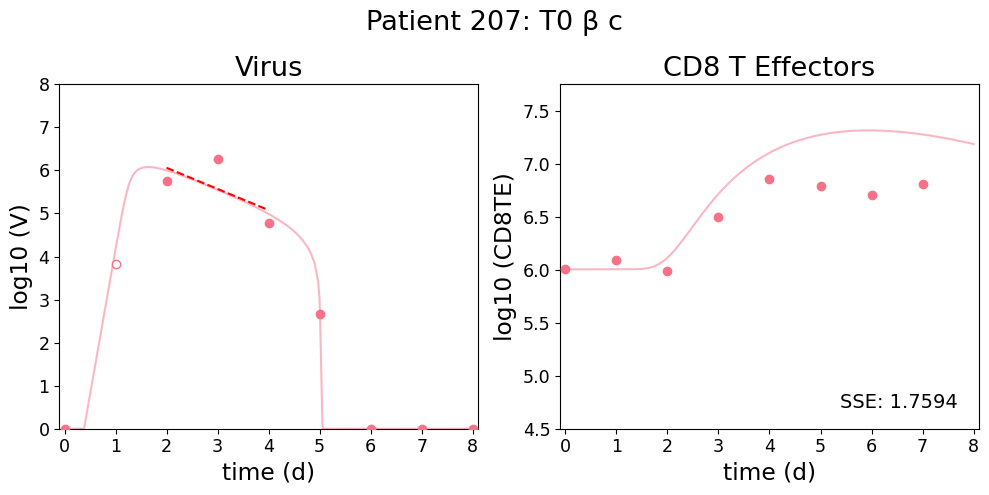 Patient 207: T0 β c
Virus
CD8 T Effectors
log10 (V)
8
7
6
5
4
3
2
1
0
0 1 2 3 4 5 6 7 8
time (d)
log10 (CD8TE)
7.5
7.0
6.5
6.0
5.5
5.0
4.5
SSE: 1.7594
0 1 2 3 4 5 6 7 8
time (d)